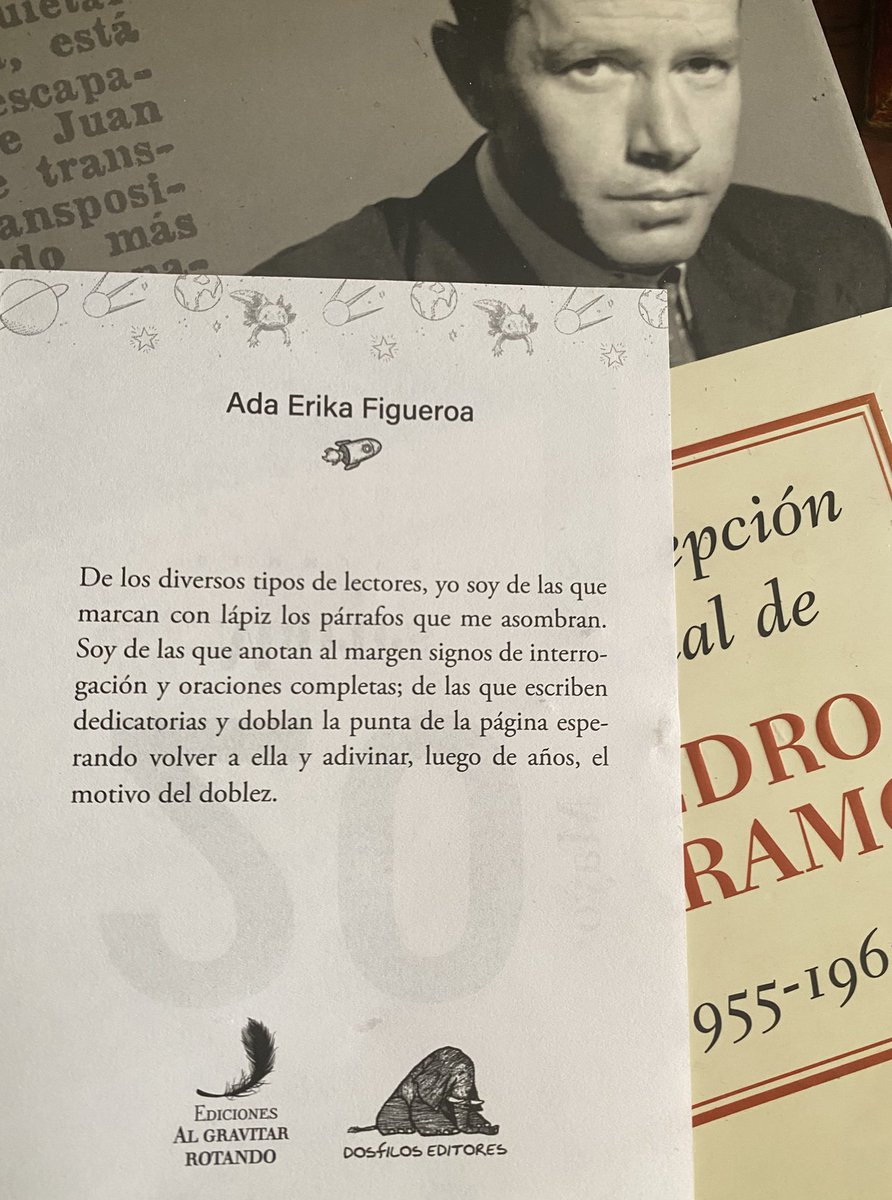 está
escapa-
Juan
trans-
más
Ada Erika Figueroa
De los diversos tipos de lectores, yo soy de las que
marcan con lápiz los párrafos que me asombran.
Soy de las que anotan al margen signos de interro-
gación y oraciones completas; de las que escriben
dedicatorias y doblan la punta de la página espe-
rando volver a ella y adivinar, luego de años, el
motivo del doblez.
EDICIONES
AL GRAVITAR
ROTANDO
DOSFILOS EDITORES
epción
al de
DRO
RAMO
955-196